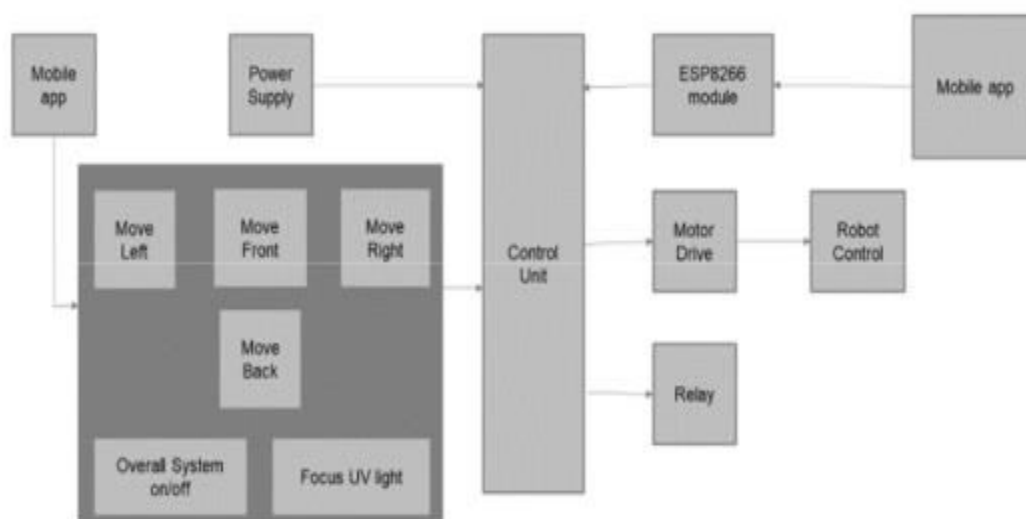 Mobile
app
Power
Supply
ESP8266
module
Mobile app
Move
Left
Move
Front
Move
Right
Control
Unit
Motor
Drive
Robot
Control
Move
Back
Relay
Overall System
on/off
Focus UV light